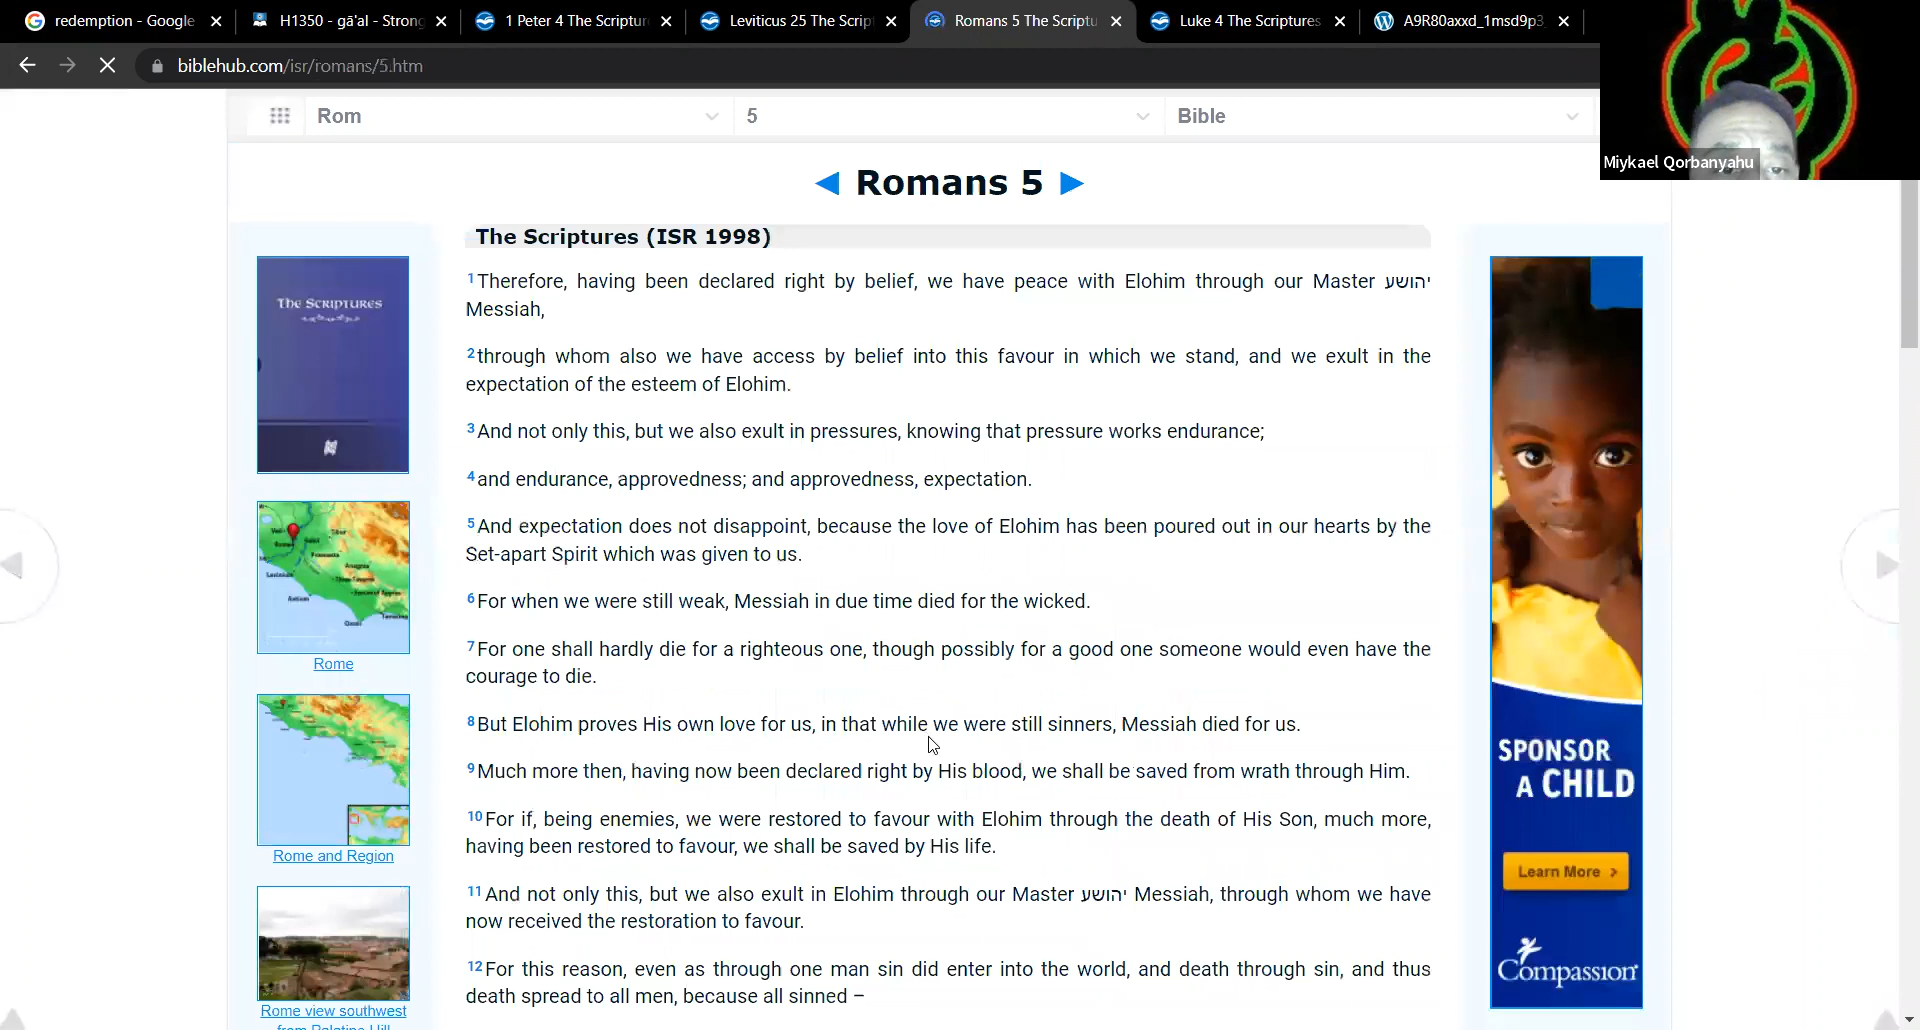 redemption - Google
H1350 - gā'al - Strong
1 Peter 4 The Scriptur
Leviticus 25 The Script
Romans 5 The Scriptu
Luke 4 The Scriptures
A9R80axxd_1msd9p3
biblehub.com/isr/romans/5.htm
Miykael Qorbanyahu
Rom
5
Bible
Romans 5
The Scriptures (ISR 1998)
1Therefore, having been declared right by belief, we have peace with Elohim through our Master יהושע
Messiah,
2through whom also we have access by belief into this favour in which we stand, and we exult in the
expectation of the esteem of Elohim.
3And not only this, but we also exult in pressures, knowing that pressure works endurance;
4and endurance, approvedness; and approvedness, expectation.
5And expectation does not disappoint, because the love of Elohim has been poured out in our hearts by the
Set-apart Spirit which was given to us.
6For when we were still weak, Messiah in due time died for the wicked.
7For one shall hardly die for a righteous one, though possibly for a good one someone would even have the
courage to die.
8But Elohim proves His own love for us, in that while we were still sinners, Messiah died for us.
9Much more then, having now been declared right by His blood, we shall be saved from wrath through Him.
10For if, being enemies, we were restored to favour with Elohim through the death of His Son, much more,
having been restored to favour, we shall be saved by His life.
11And not only this, but we also exult in Elohim through our Master יהושע Messiah, through whom we have
now received the restoration to favour.
12For this reason, even as through one man sin did enter into the world, and death through sin, and thus
death spread to all men, because all sinned –
The Scriptures
Rome
Rome and Region
Rome view southwest
from Palatine Hill
SPONSOR
A CHILD
Learn More >
Compassion